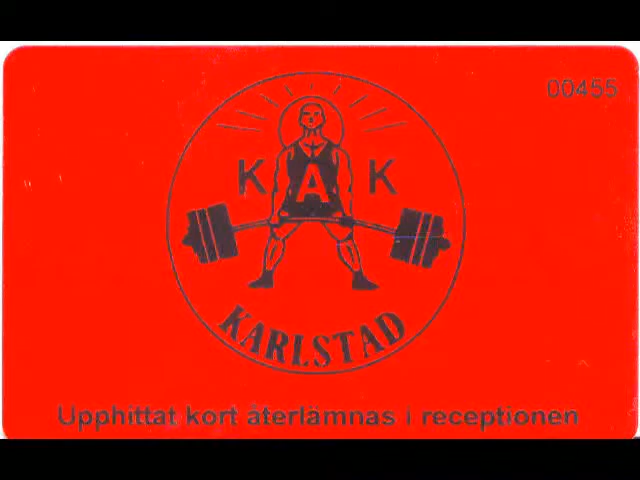 00455
K A K
KARLSTAD
Upphittat kort återlämnas i receptionen